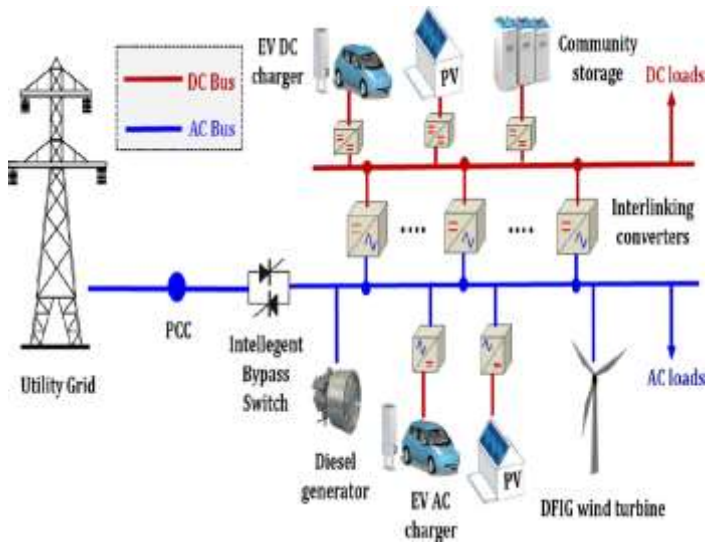 EV DC
charger
PV
Community
storage
DC loads
DC Bus
AC Bus
Interlinking
converters
PCC
Intellegent
Bypass
Switch
Utility Grid
AC loads
Diesel
generator
EV AC
charger
PV
DFIG wind turbine